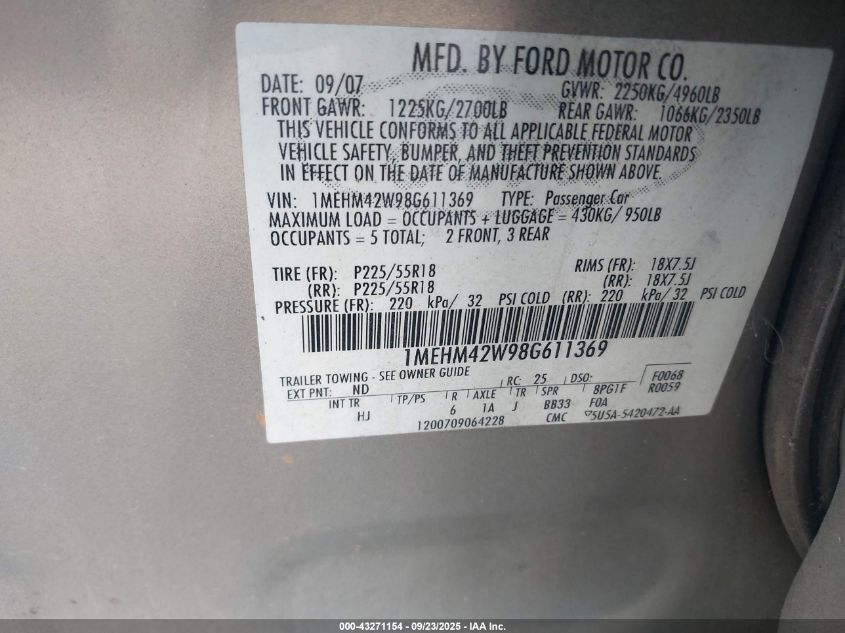 MFD. BY FORD MOTOR CO.
DATE: 09/07 GVWR: 2250KG/4960LB
FRONT GAWR: 1225KG/2700LB REAR GAWR: 1066KG/2350LB
THIS VEHICLE CONFORMS TO ALL APPLICABLE FEDERAL MOTOR
VEHICLE SAFETY, BUMPER, AND THEFT PREVENTION STANDARDS
IN EFFECT ON THE DATE OF MANUFACTURE SHOWN ABOVE.
VIN: 1MEHM42W98G611369 TYPE: Passenger Car
MAXIMUM LOAD = OCCUPANTS + LUGGAGE = 430KG/ 950LB
OCCUPANTS = 5 TOTAL; 2 FRONT, 3 REAR
TIRE (FR): P225/55R18 RIMS (FR): 18X7.5J
(RR): P225/55R18 (RR): 18X7.5J
PRESSURE (FR): 220 kPa/ 32 PSI COLD (RR): 220 kPa/ 32 PSI COLD
1MEHM42W98G611369
TRAILER TOWING - SEE OWNER GUIDE RC: 25 DSO: F0068
EXT PNT: ND R0059
INT TR TP/PS R AXLE TR SPR 8PG1F
HJ 6 1A J BB33 F0A
1200709064228 CMC ▽5U5A-5420472-AA
000-43271154 - 09/23/2025 - IAA Inc.